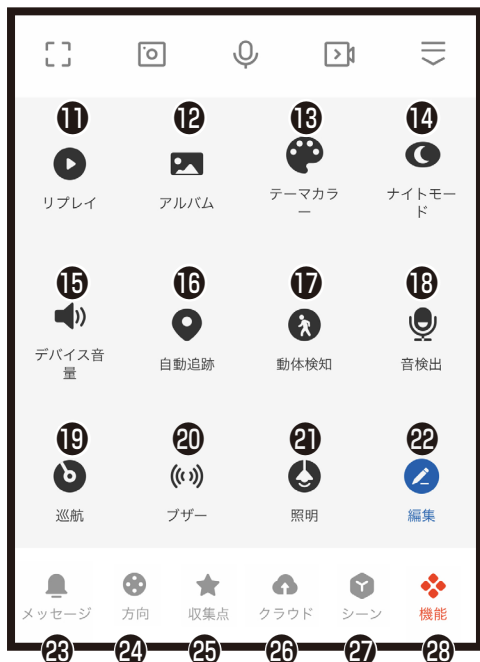 ⓫ ⓬ ⓭ ⓮
リプレイ アルバム テーマカラー ナイトモード
⓯ ⓰ ⓱ ⓲
デバイス音量 自動追跡 動体検知 音検出
⓳ ⓴ ㉑ ㉒
巡航 ブザー 照明 編集
メッセージ 方向 収集点 クラウド シーン 機能
㉓ ㉔ ㉕ ㉖ ㉗ ㉘